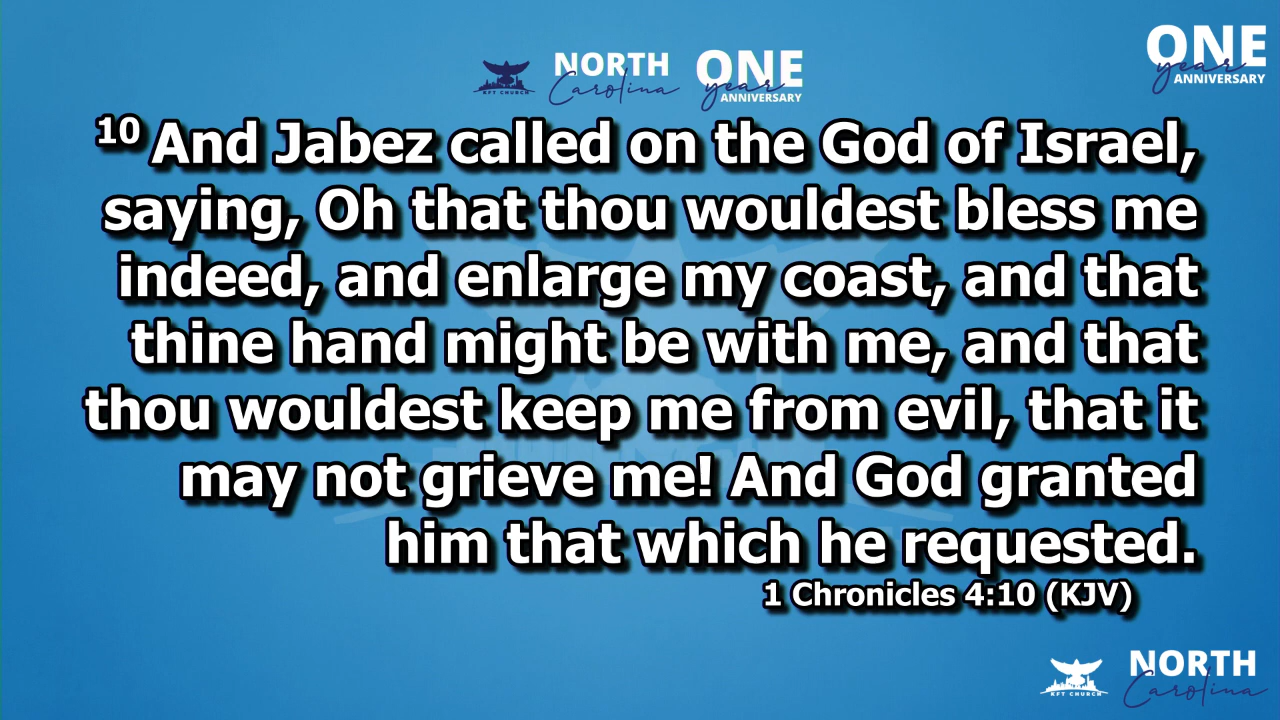 NORTH
Carolina
KFT CHURCH
ONE
year
ANNIVERSARY
ONE
year
ANNIVERSARY
10 And Jabez called on the God of Israel,
saying, Oh that thou wouldest bless me
indeed, and enlarge my coast, and that
thine hand might be with me, and that
thou wouldest keep me from evil, that it
may not grieve me! And God granted
him that which he requested.
1 Chronicles 4:10 (KJV)
KFT CHURCH
NORTH
Carolina